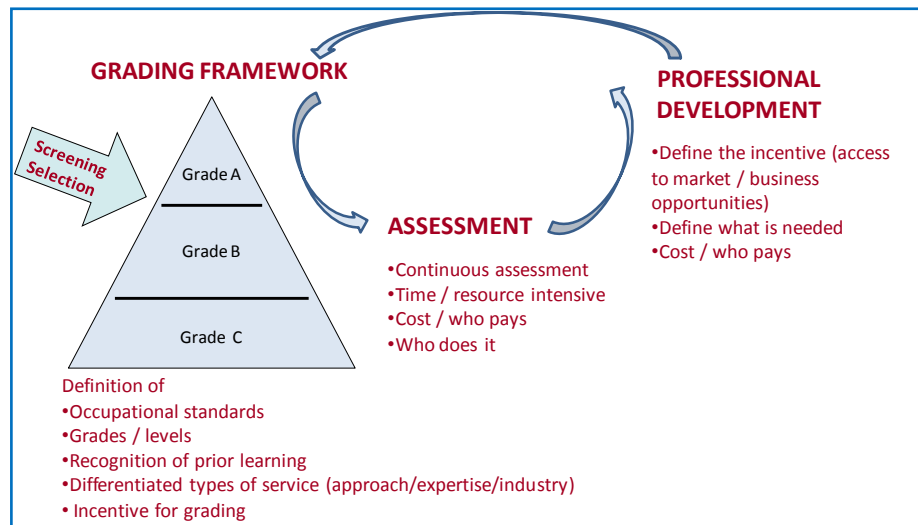 GRADING FRAMEWORK
Screening
Selection
Grade A
Grade B
Grade C
Definition of
•Occupational standards
•Grades / levels
•Recognition of prior learning
•Differentiated types of service (approach/expertise/industry)
• Incentive for grading
ASSESSMENT
•Continuous assessment
•Time / resource intensive
•Cost / who pays
•Who does it
PROFESSIONAL
DEVELOPMENT
•Define the incentive (access
to market / business
opportunities)
•Define what is needed
•Cost / who pays